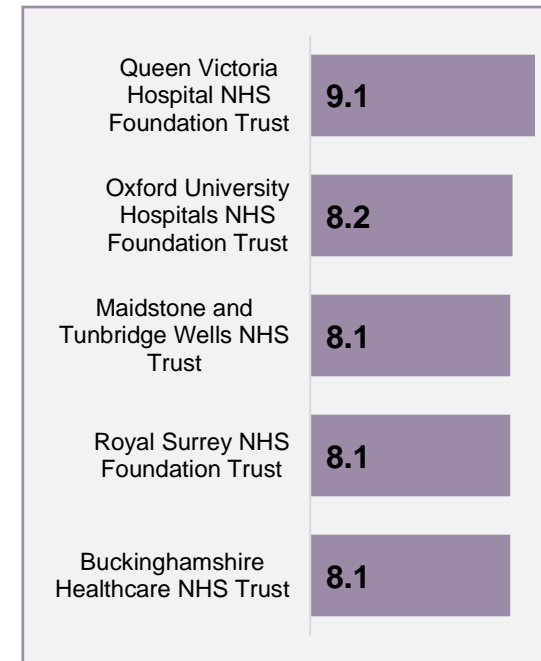 Queen Victoria
Hospital NHS
Foundation Trust
9.1
Oxford University
Hospitals NHS
Foundation Trust
8.2
Maidstone and
Tunbridge Wells NHS
Trust
8.1
Royal Surrey NHS
Foundation Trust
8.1
Buckinghamshire
Healthcare NHS Trust
8.1